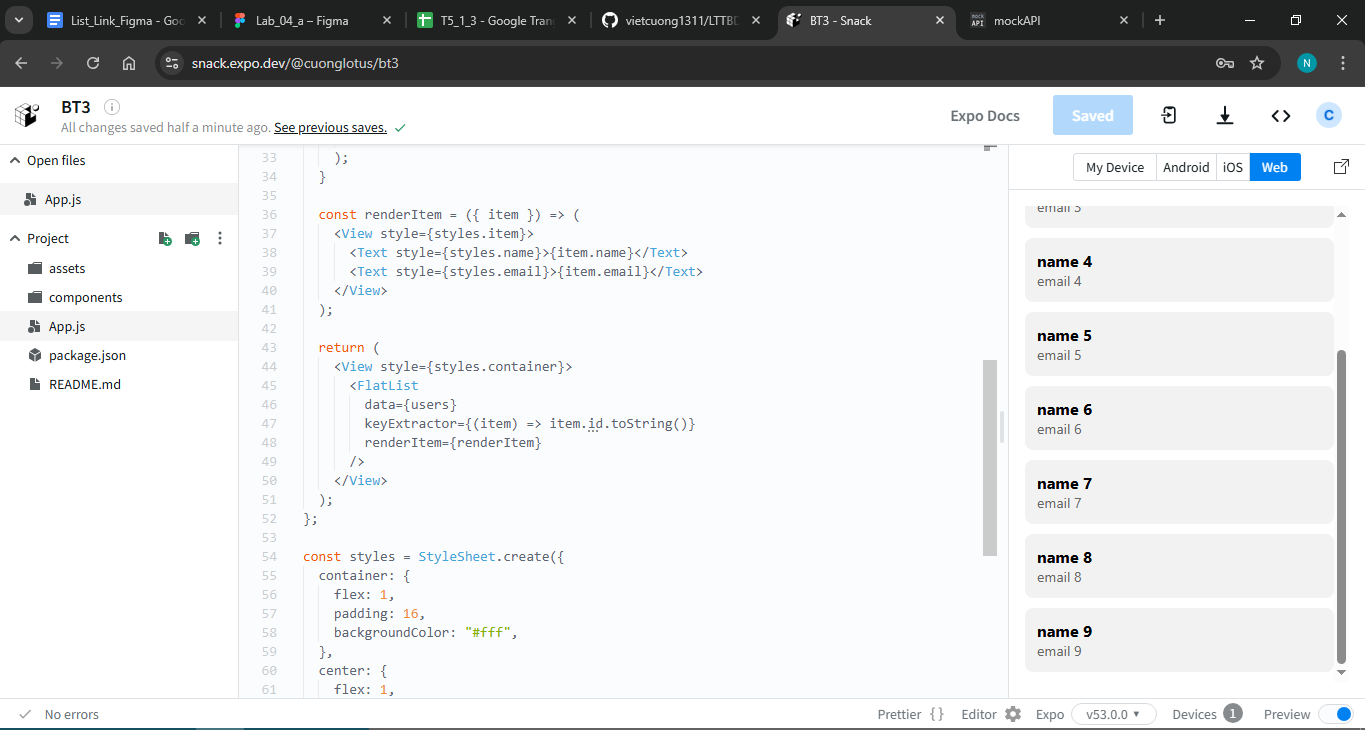 List_Link_Figma - Goo
Lab_04_a – Figma
T5_1_3 - Google Tran
vietcuong1311/LTTBD
BT3 - Snack
mockAPI
snack.expo.dev/@cuonglotus/bt3
N
BT3
All changes saved half a minute ago. See previous saves.
Expo Docs
Saved
C
Open files
App.js
Project
assets
components
App.js
package.json
README.md
33 );
34 }
35
36 const renderItem = ({ item }) => (
37 <View style={styles.item}>
38 <Text style={styles.name}>{item.name}</Text>
39 <Text style={styles.email}>{item.email}</Text>
40 </View>
41 );
42
43 return (
44 <View style={styles.container}>
45 <FlatList
46 data={users}
47 keyExtractor={(item) => item.id.toString()}
48 renderItem={renderItem}
49 />
50 </View>
51 );
52 };
53
54 const styles = StyleSheet.create({
55 container: {
56 flex: 1,
57 padding: 16,
58 backgroundColor: "#fff",
59 },
60 center: {
61 flex: 1,
My Device Android iOS Web
email 3
name 4
email 4
name 5
email 5
name 6
email 6
name 7
email 7
name 8
email 8
name 9
email 9
No errors
Prettier {} Editor Expo v53.0.0 Devices 1 Preview